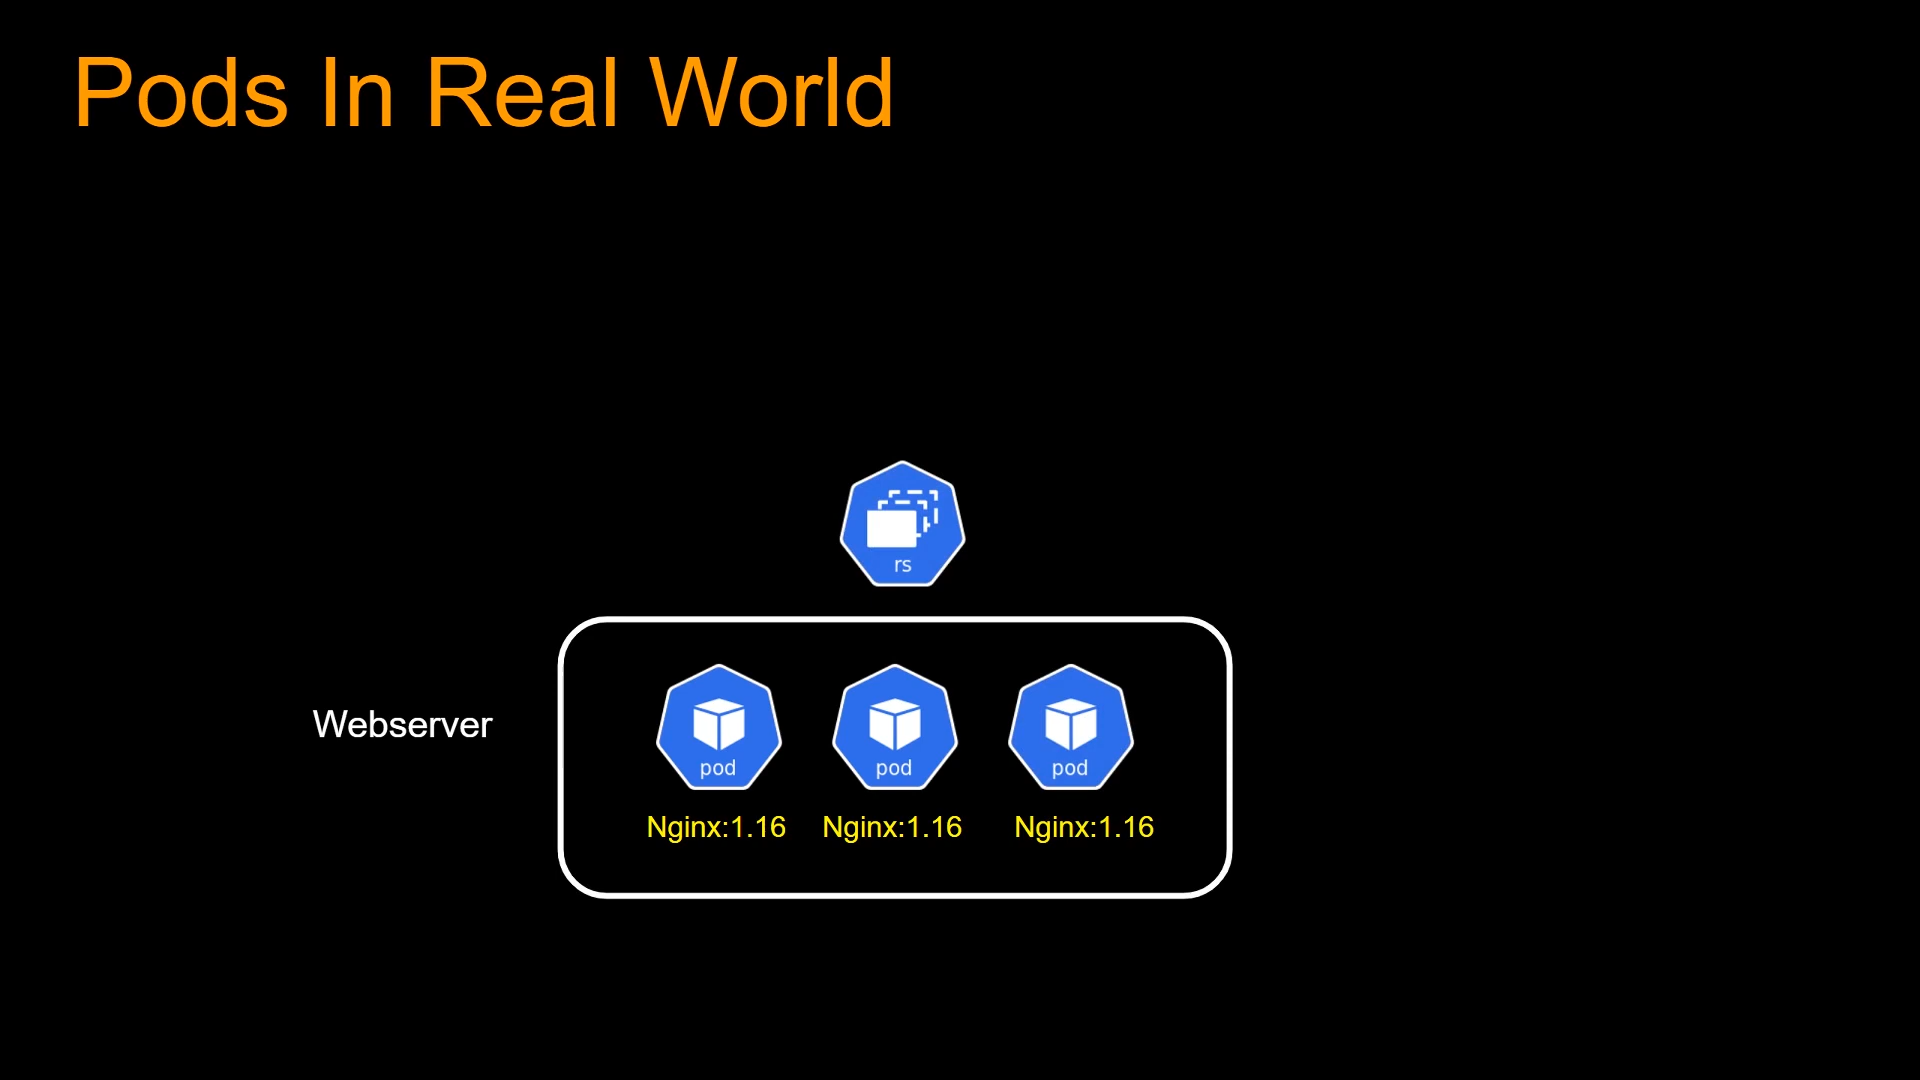 Pods In Real World
rs
Webserver
pod pod pod
Nginx:1.16 Nginx:1.16 Nginx:1.16